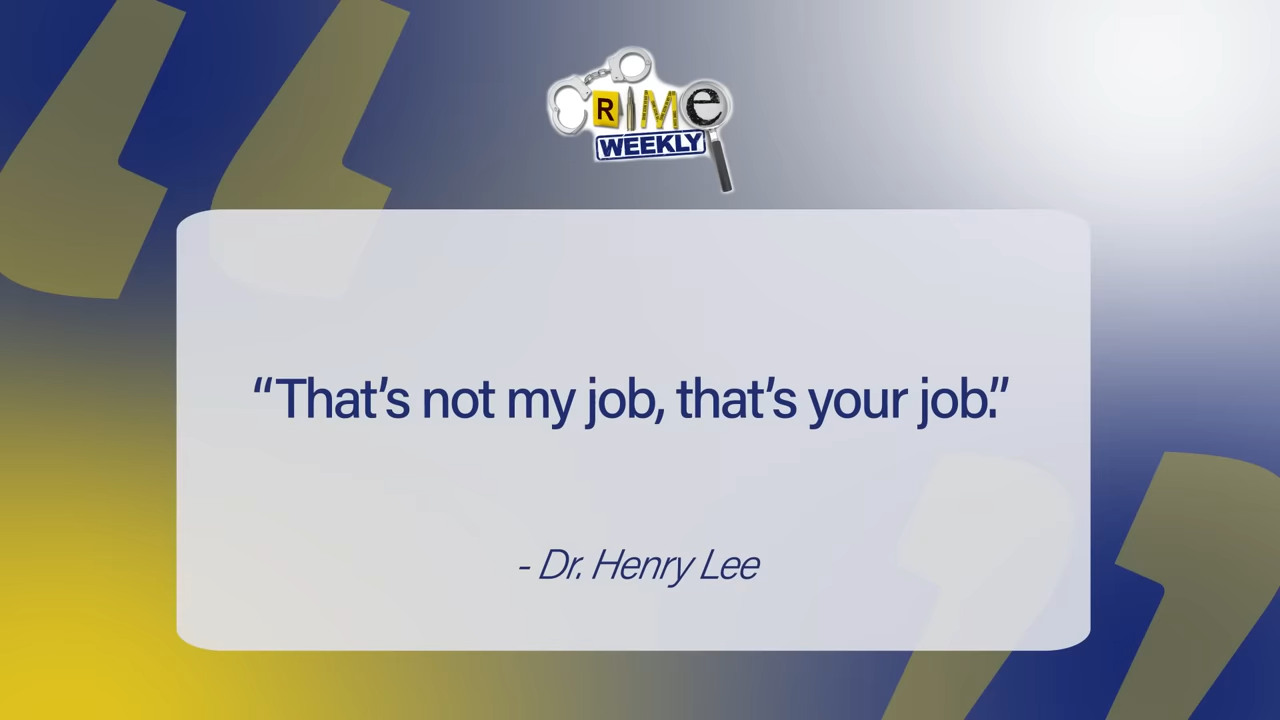 CRIMe
WEEKLY
“That’s not my job, that’s your job.”
- Dr. Henry Lee